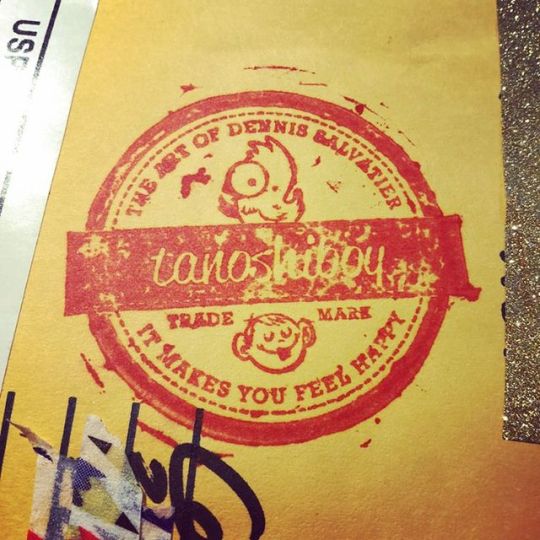 USP
THE ART OF DENNIS SALVATIER
tanoshiboy
TRADE MARK
IT MAKES YOU FEEL HAPPY